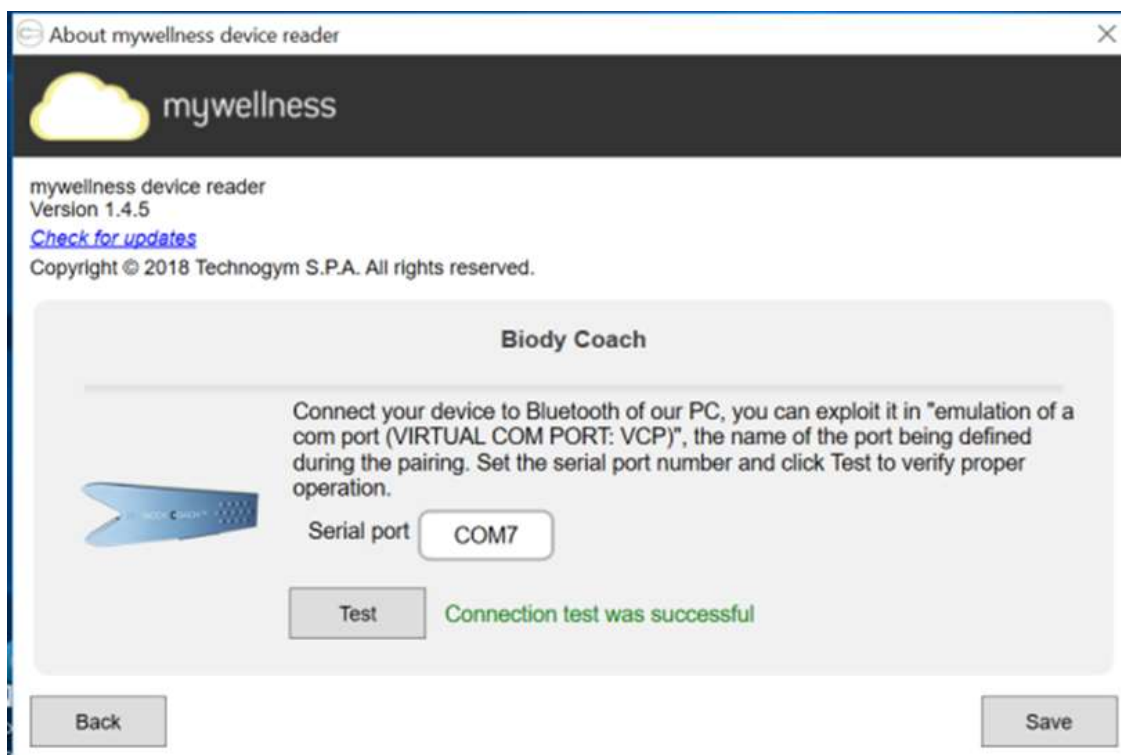 About mywellness device reader
mywellness
mywellness device reader
Version 1.4.5
Check for updates
Copyright © 2018 Technogym S.P.A. All rights reserved.
Biody Coach
Connect your device to Bluetooth of our PC, you can exploit it in "emulation of a
com port (VIRTUAL COM PORT: VCP)", the name of the port being defined
during the pairing. Set the serial port number and click Test to verify proper
operation.
BIODY COACH
Serial port COM7
Test Connection test was successful
Back Save